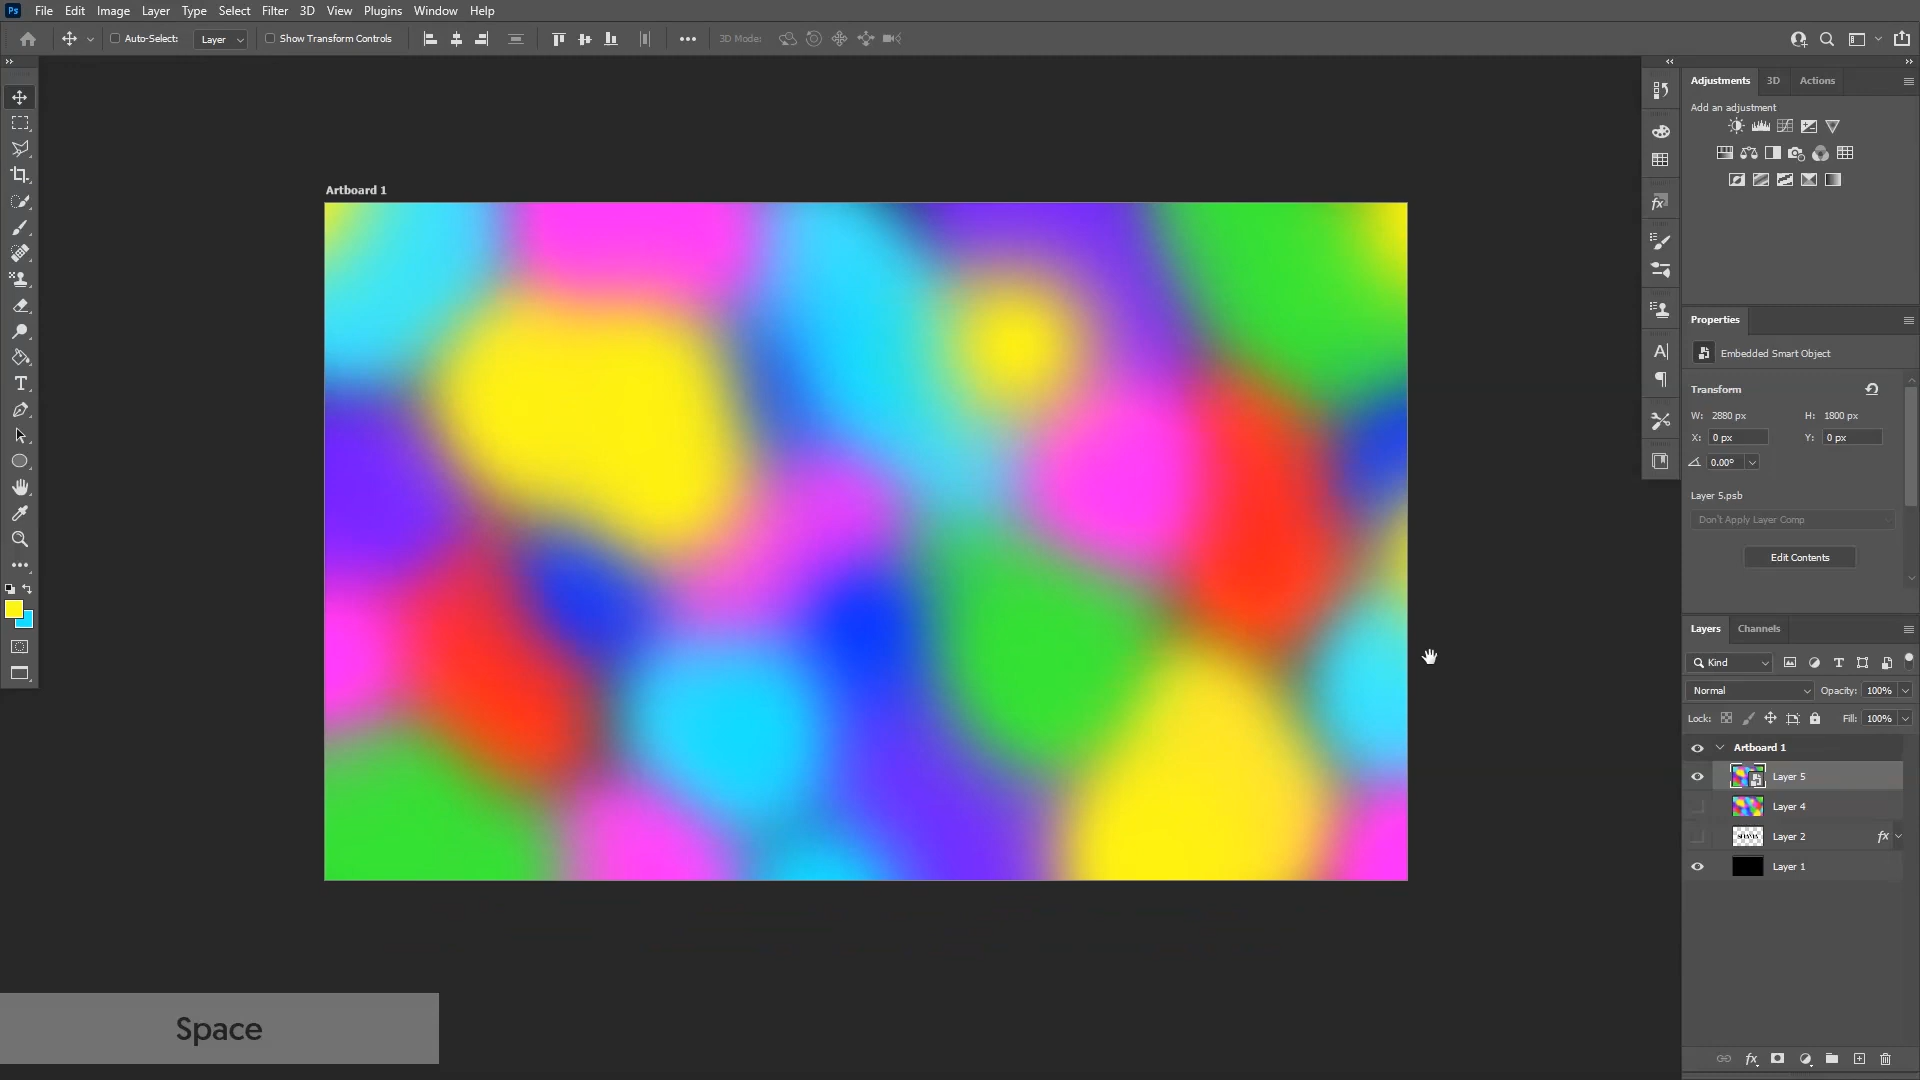 Ps File Edit Image Layer Type Select Filter 3D View Plugins Window Help
Auto-Select: Layer Show Transform Controls 3D Mode:
Adjustments 3D Actions
Add an adjustment
Artboard 1
Properties
Embedded Smart Object
Transform
W: 2880 px H: 1800 px
X: 0 px Y: 0 px
0.00°
Layer 5.psb
Don't Apply Layer Comp
Edit Contents
Layers Channels
Kind
Normal Opacity: 100%
Lock: Fill: 100%
Artboard 1
Layer 5
Layer 4
Layer 2 fx
Layer 1
Space